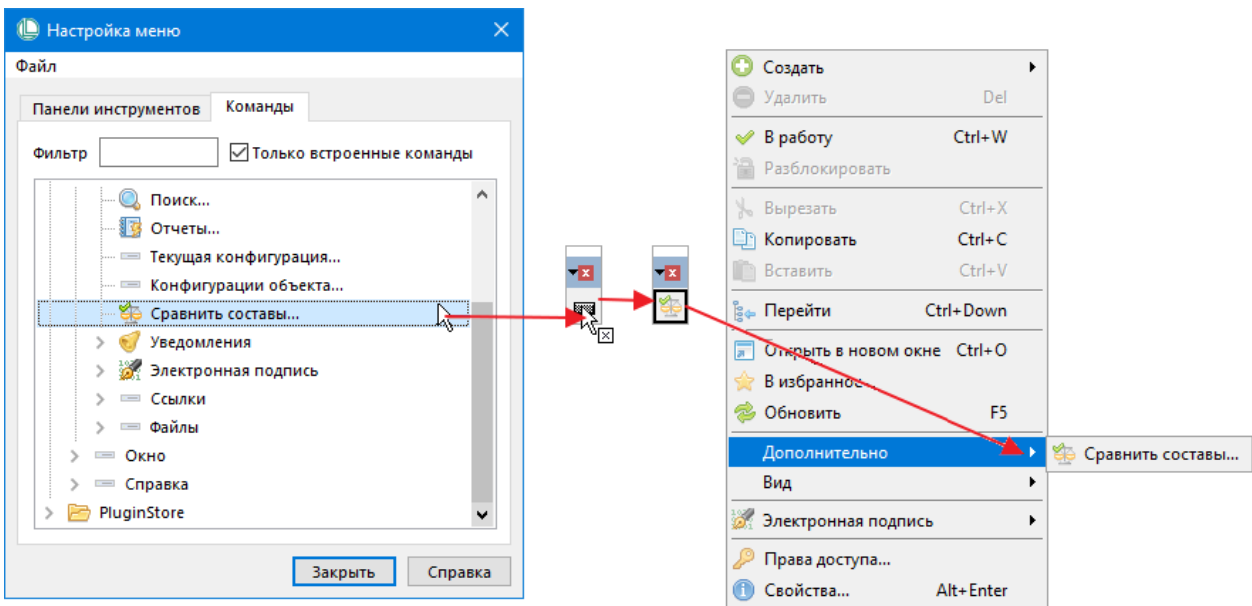 Настройка меню
Файл
Панели инструментов Команды
Фильтр Только встроенные команды
Поиск...
Отчеты...
Текущая конфигурация...
Конфигурации объекта...
Сравнить составы...
Уведомления
Электронная подпись
Ссылки
Файлы
Окно
Справка
PluginStore
Закрыть Справка
Создать
Удалить Del
В работу Ctrl+W
Разблокировать
Вырезать Ctrl+X
Копировать Ctrl+C
Вставить Ctrl+V
Перейти Ctrl+Down
Открыть в новом окне Ctrl+O
В избранное...
Обновить F5
Дополнительно
Сравнить составы...
Вид
Электронная подпись
Права доступа...
Свойства... Alt+Enter